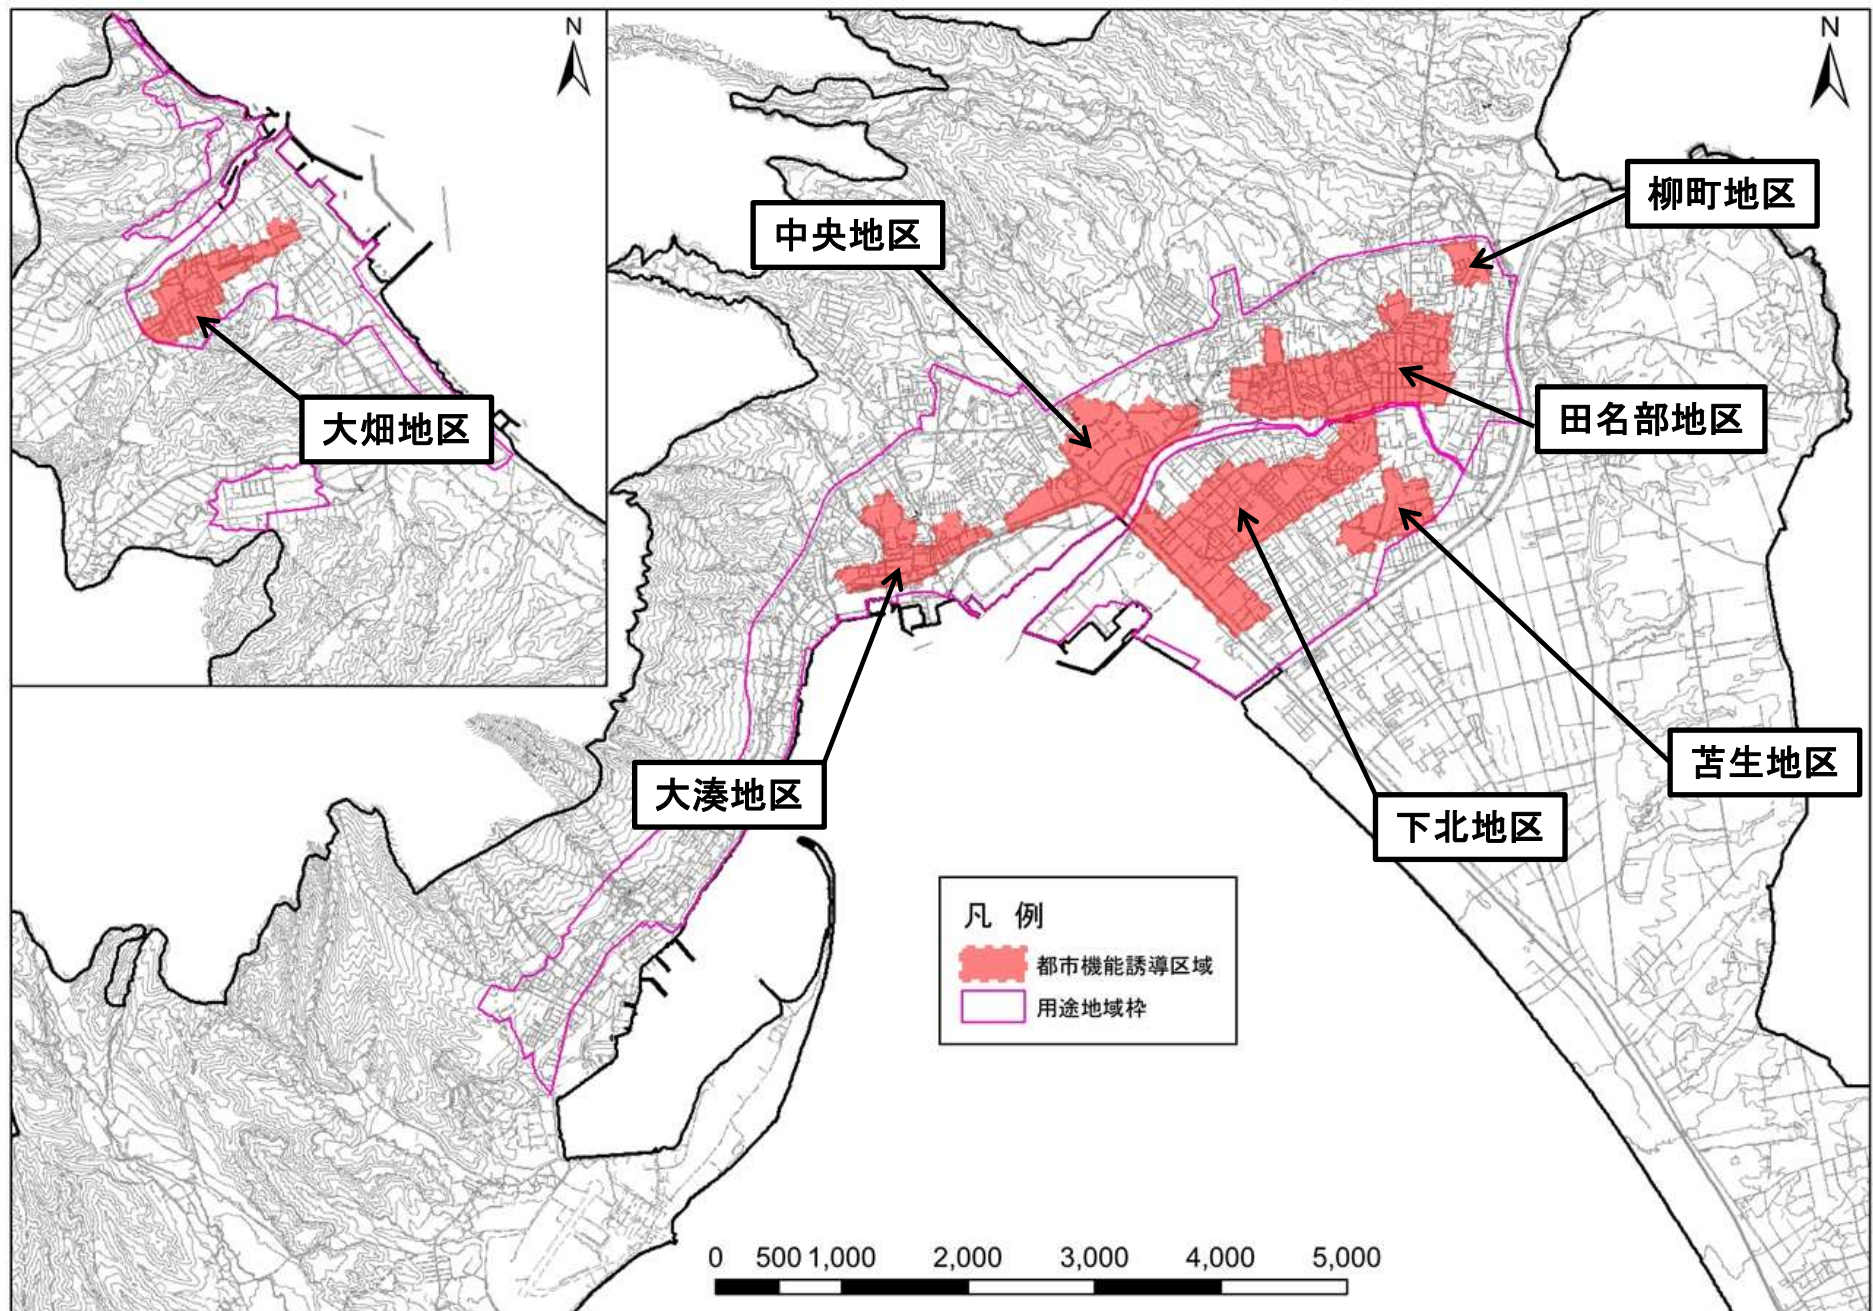 N
N
柳町地区
中央地区
田名部地区
大畑地区
苫生地区
大湊地区
下北地区
凡 例
都市機能誘導区域
用途地域枠
0 500 1,000 2,000 3,000 4,000 5,000